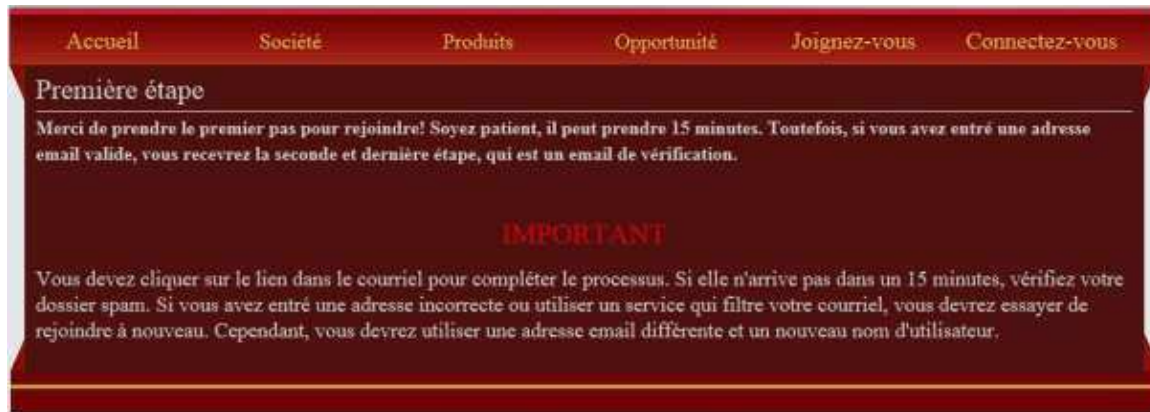 Accueil Société Produits Opportunité Joignez-vous Connectez-vous
Première étape
Merci de prendre le premier pas pour rejoindre! Soyez patient, il peut prendre 15 minutes. Toutefois, si vous avez entré une adresse
email valide, vous recevrez la seconde et dernière étape, qui est un email de vérification.
IMPORTANT
Vous devez cliquer sur le lien dans le courriel pour compléter le processus. Si elle n'arrive pas dans un 15 minutes, vérifiez votre
dossier spam. Si vous avez entré une adresse incorrecte ou utiliser un service qui filtre votre courriel, vous devrez essayer de
rejoindre à nouveau. Cependant, vous devrez utiliser une adresse email différente et un nouveau nom d'utilisateur.